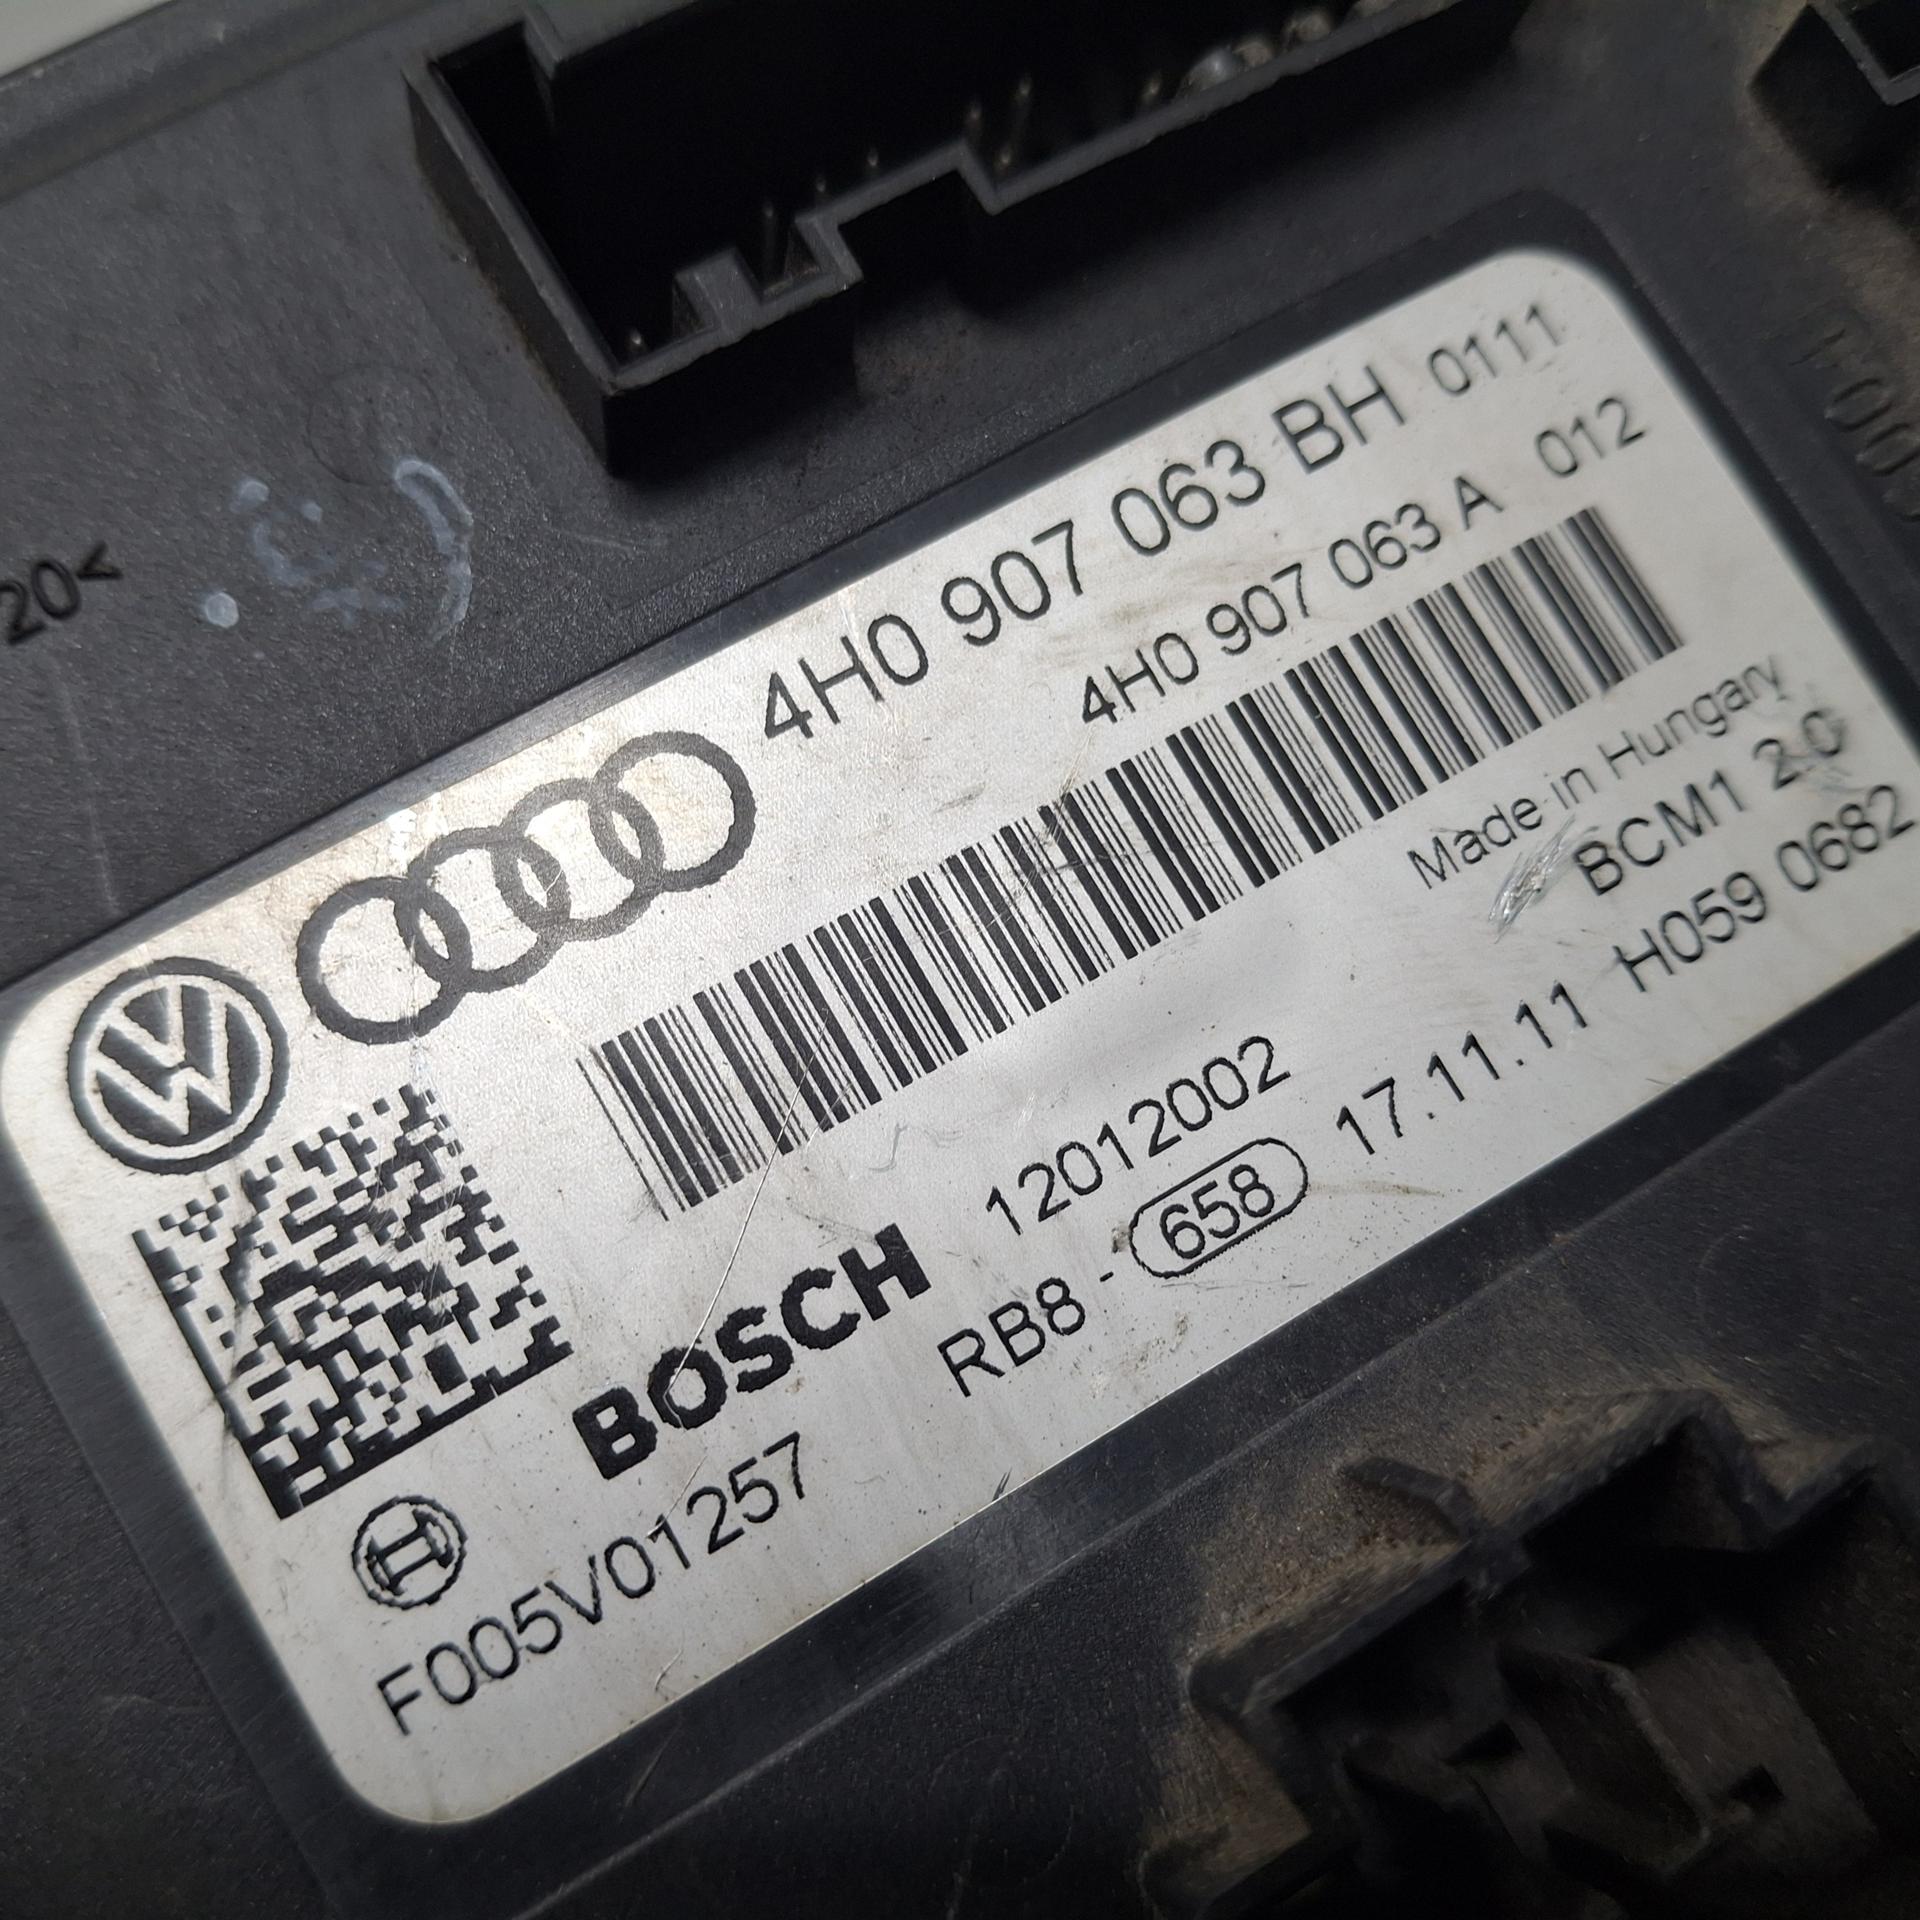 20<
4H0 907 063 BH 0111
4H0 907 063 A 012
Made in Hungary
BCM1 2.0
H059 0682
12012002
BOSCH
RB8 - 658 17.11.11
F005V01257